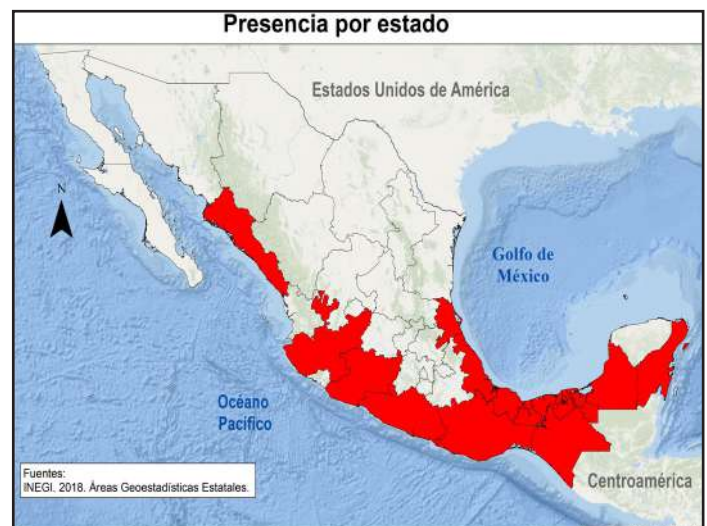 Presencia por estado
Estados Unidos de América
N
Golfo de
México
Océano
Pacífico
Centroamérica
Fuentes:
INEGI. 2018. Áreas Geoestadísticas Estatales.